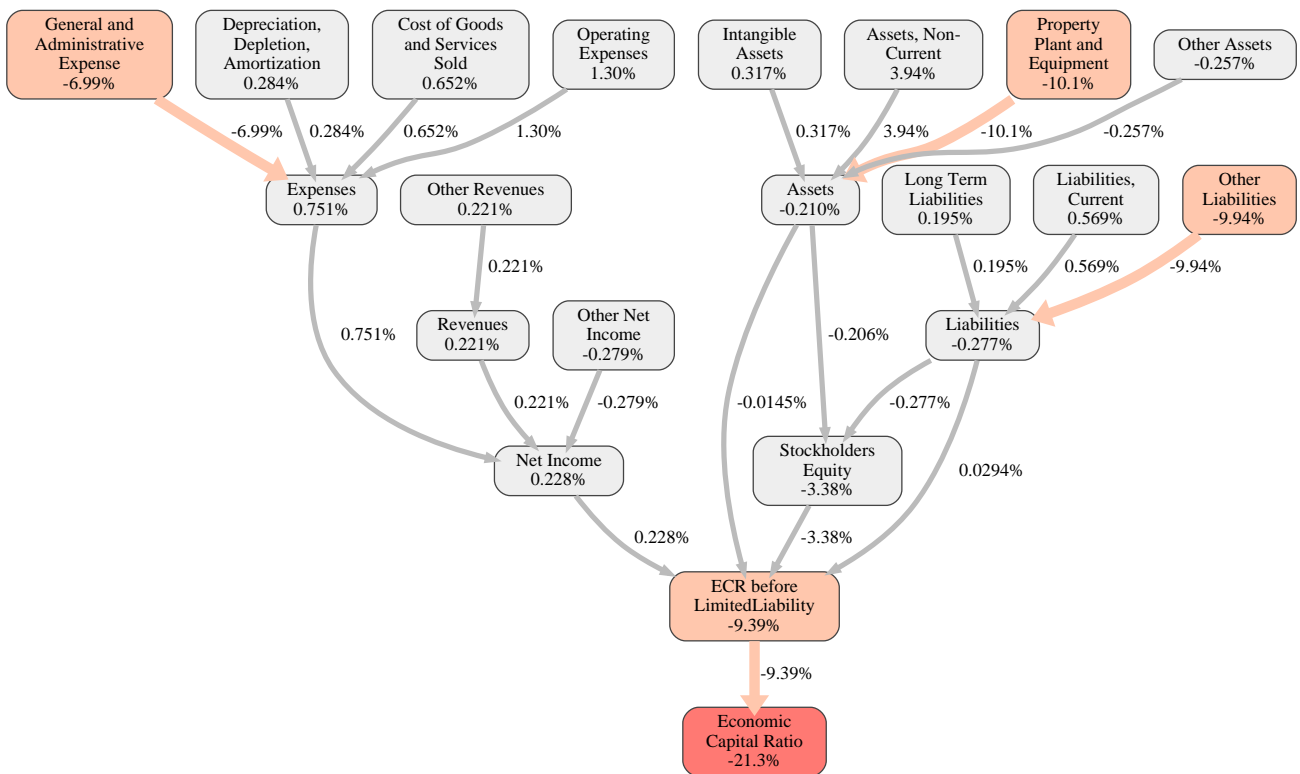 General and
Administrative
Expense
-6.99%
Depreciation,
Depletion,
Amortization
0.284%
Cost of Goods
and Services
Sold
0.652%
Operating
Expenses
1.30%
Intangible
Assets
0.317%
Assets, Non-
Current
3.94%
Property
Plant and
Equipment
-10.1%
Other Assets
-0.257%
-6.99%
0.284%
0.652%
1.30%
0.317%
3.94%
-10.1%
-0.257%
Expenses
0.751%
Other Revenues
0.221%
Assets
-0.210%
Long Term
Liabilities
0.195%
Liabilities,
Current
0.569%
Other
Liabilities
-9.94%
0.221%
0.195%
0.569%
-9.94%
0.751%
Revenues
0.221%
Other Net
Income
-0.279%
-0.206%
Liabilities
-0.277%
0.221%
-0.279%
-0.0145%
-0.277%
Net Income
0.228%
Stockholders
Equity
-3.38%
0.0294%
0.228%
-3.38%
ECR before
LimitedLiability
-9.39%
-9.39%
Economic
Capital Ratio
-21.3%